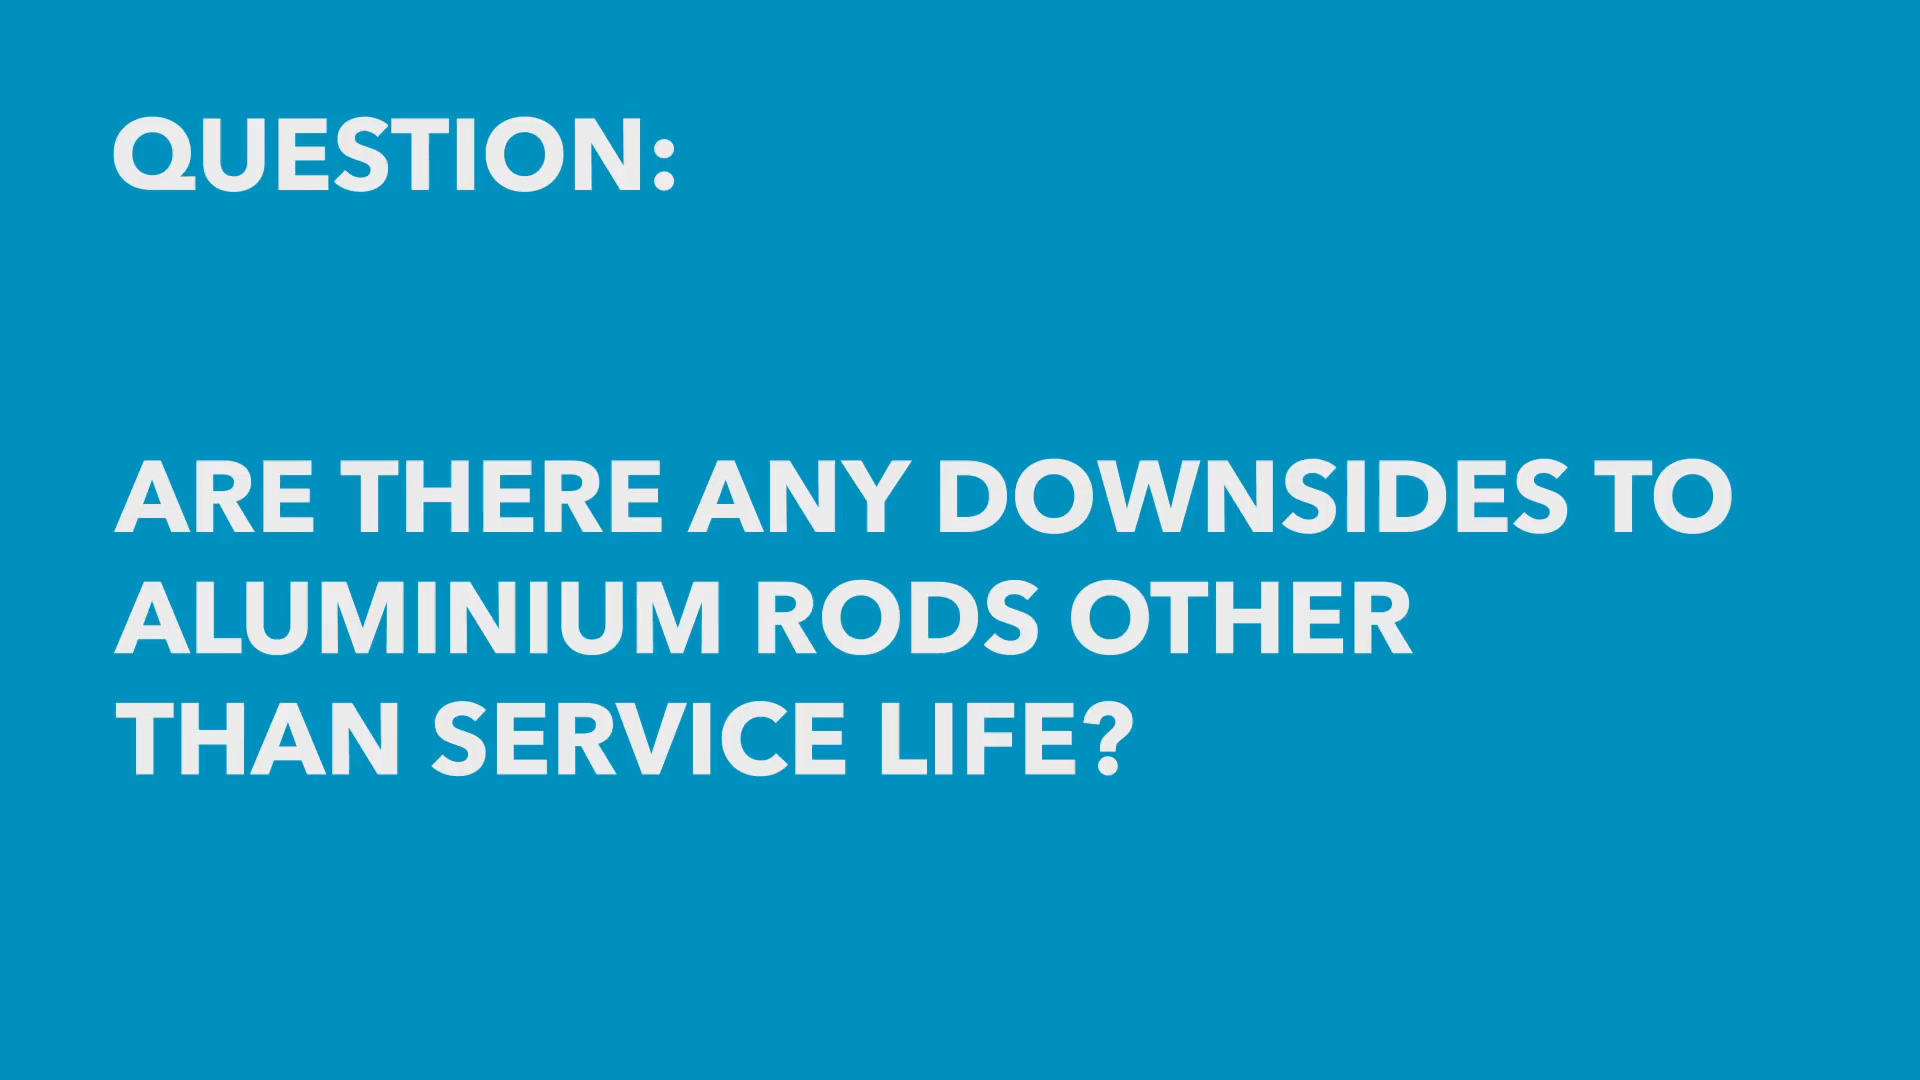 QUESTION:
ARE THERE ANY DOWNSIDES TO
ALUMINIUM RODS OTHER
THAN SERVICE LIFE?